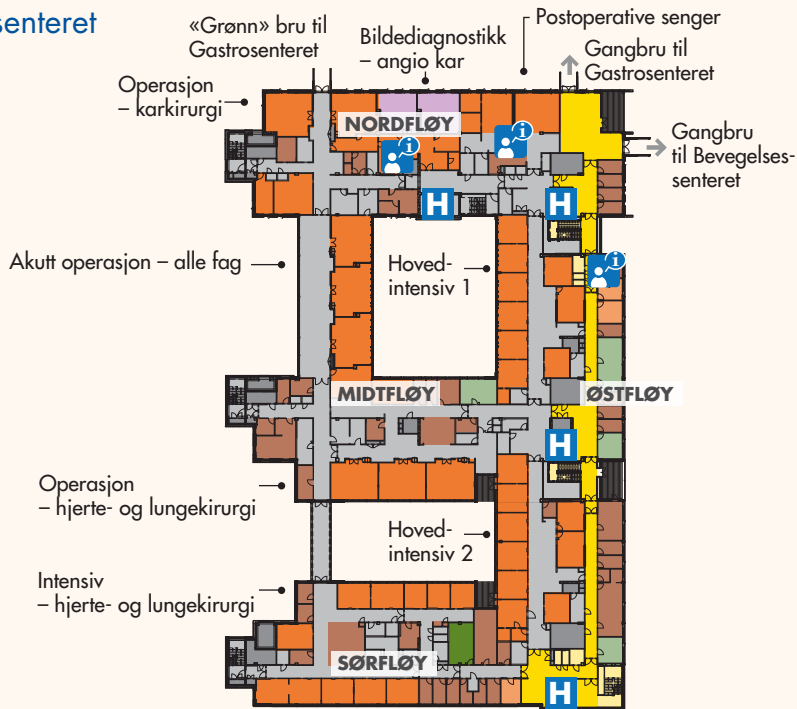 senteret
«Grønn» bru til
Gastrosenteret
Bildediagnostikk
– angio kar
Postoperative senger
Gangbru til
Gastrosenteret
Operasjon
– karkirurgi
NORDFLØY
i
i
Gangbru
til Bevegelses-
senteret
H
H
Akutt operasjon – alle fag
Hoved-
intensiv 1
i
MIDTFLØY
ØSTFLØY
H
Operasjon
– hjerte- og lungekirurgi
Hoved-
intensiv 2
Intensiv
– hjerte- og lungekirurgi
SØRFLØY
H